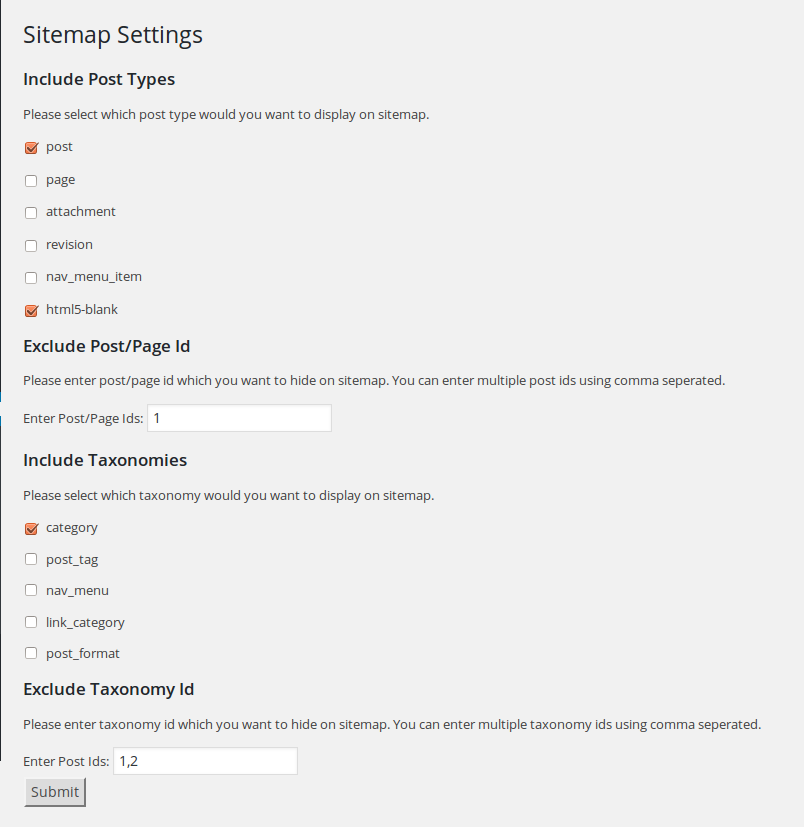 Sitemap Settings
Include Post Types
Please select which post type would you want to display on sitemap.
post
page
attachment
revision
nav_menu_item
html5-blank
Exclude Post/Page Id
Please enter post/page id which you want to hide on sitemap. You can enter multiple post ids using comma seperated.
Enter Post/Page Ids: 1
Include Taxonomies
Please select which taxonomy would you want to display on sitemap.
category
post_tag
nav_menu
link_category
post_format
Exclude Taxonomy Id
Please enter taxonomy id which you want to hide on sitemap. You can enter multiple taxonomy ids using comma seperated.
Enter Post Ids: 1,2
Submit